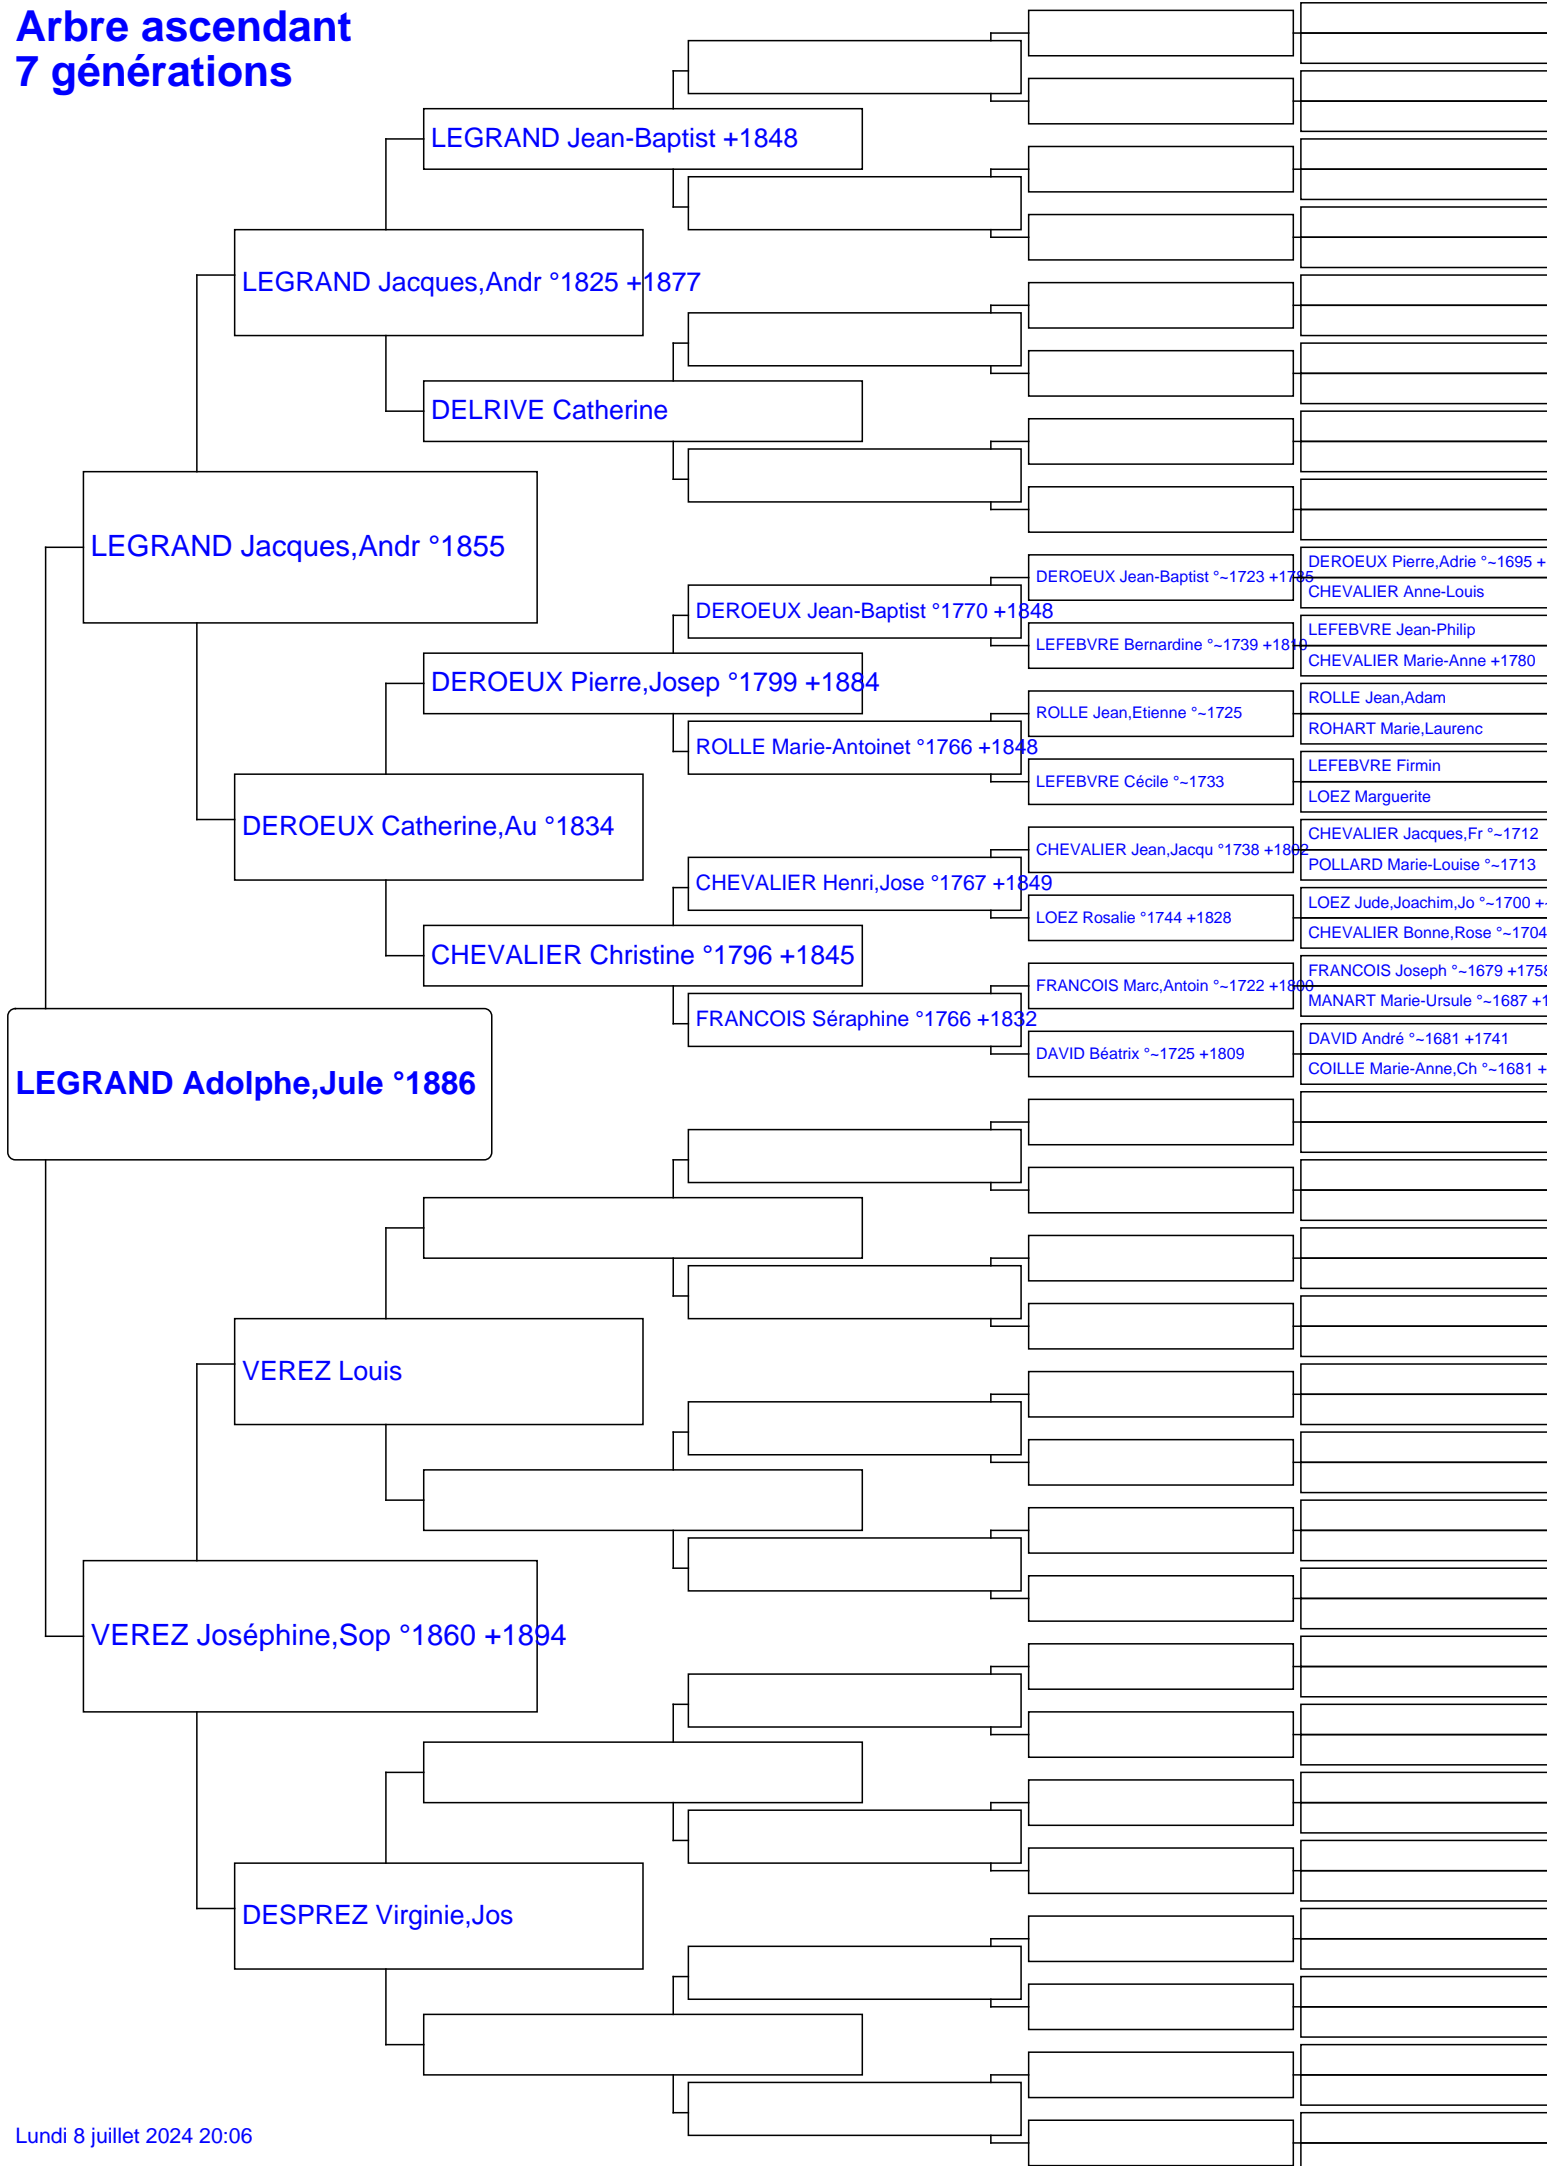 Arbre ascendant
7 générations
LEGRAND Jean-Baptist +1848
LEGRAND Jacques,Andr °1825 +1877
DELRIVE Catherine
LEGRAND Jacques,Andr °1855
DEROEUX Pierre,Adrie °~1695 +
DEROEUX Jean-Baptist °~1723 +1785
CHEVALIER Anne-Louis
DEROEUX Jean-Baptist °1770 +1848
LEFEBVRE Jean-Philip
LEFEBVRE Bernardine °~1739 +1810
CHEVALIER Marie-Anne +1780
DEROEUX Pierre,Josep °1799 +1884
ROLLE Jean,Adam
ROLLE Jean,Etienne °~1725
ROHART Marie,Laurenc
ROLLE Marie-Antoinet °1766 +1848
LEFEBVRE Firmin
LEFEBVRE Cécile °~1733
LOEZ Marguerite
DEROEUX Catherine,Au °1834
CHEVALIER Jacques,Fr °~1712
CHEVALIER Jean,Jacqu °1738 +1802
POLLARD Marie-Louise °~1713
CHEVALIER Henri,Jose °1767 +1849
LOEZ Jude,Joachim,Jo °~1700 +
LOEZ Rosalie °1744 +1828
CHEVALIER Bonne,Rose °~1704
CHEVALIER Christine °1796 +1845
FRANCOIS Joseph °~1679 +1758
FRANCOIS Marc,Antoin °~1722 +1800
MANART Marie-Ursule °~1687 +1
FRANCOIS Séraphine °1766 +1832
DAVID André °~1681 +1741
DAVID Béatrix °~1725 +1809
COILLE Marie-Anne,Ch °~1681 +
LEGRAND Adolphe,Jule °1886
VEREZ Louis
VEREZ Joséphine,Sop °1860 +1894
DESPREZ Virginie,Jos
Lundi 8 juillet 2024 20:06